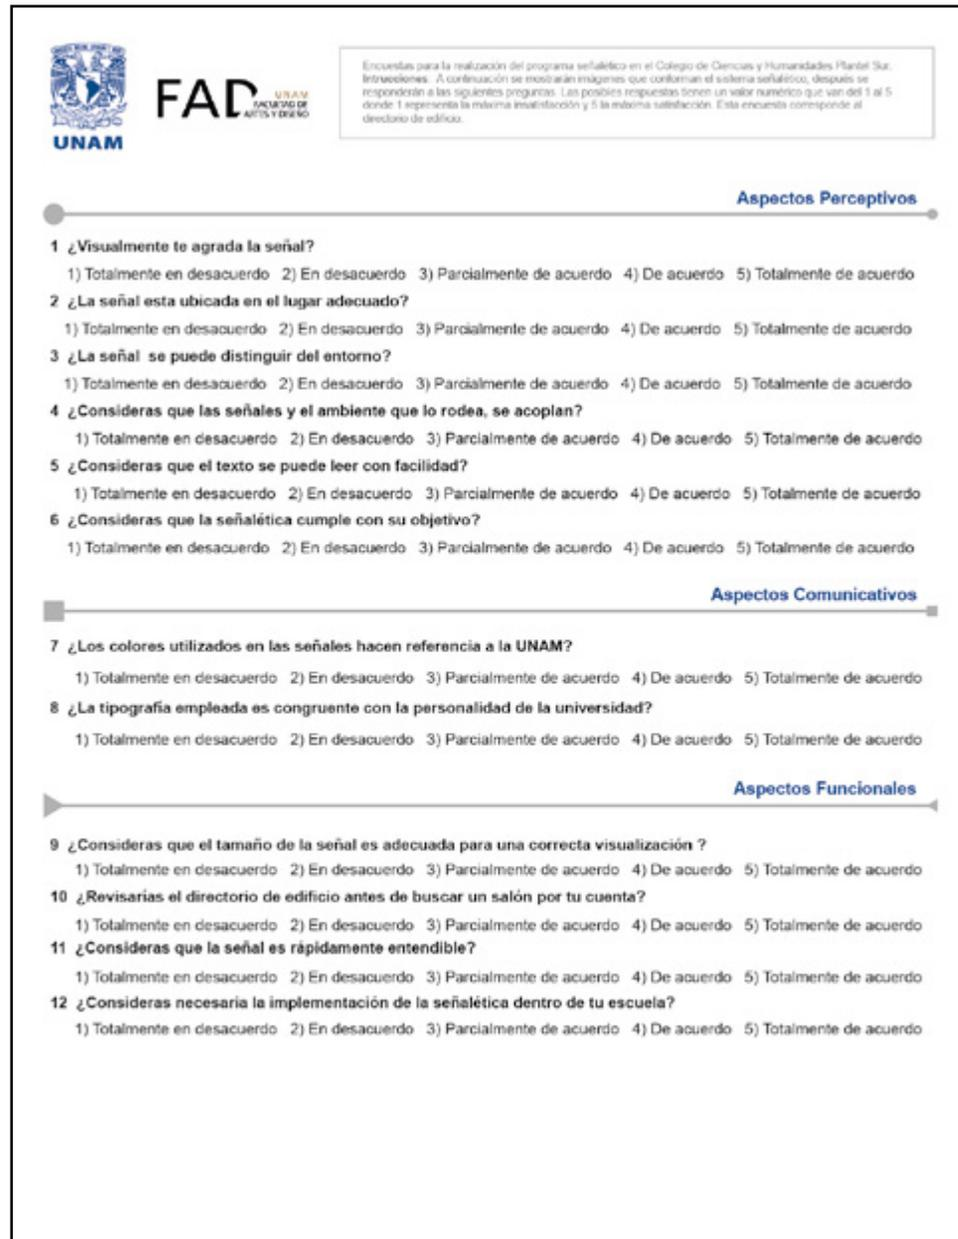 UNAM
FAD
UNAM
FACULTAD DE
ARTES Y DISEÑO
Encuestas para la realización del programa señalético en el Colegio de Ciencias y Humanidades Plantel Sur.
Intrucciones: A continuación se mostrarán imágenes que conforman el sistema señalético, después se
responderán a las siguientes preguntas. Las posibles respuestas tienen un valor numérico que van del 1 al 5
donde 1 representa la máxima insatisfacción y 5 la máxima satisfacción. Esta encuesta corresponde al
directorio de edificio.
Aspectos Perceptivos
1 ¿Visualmente te agrada la señal?
1) Totalmente en desacuerdo 2) En desacuerdo 3) Parcialmente de acuerdo 4) De acuerdo 5) Totalmente de acuerdo
2 ¿La señal esta ubicada en el lugar adecuado?
1) Totalmente en desacuerdo 2) En desacuerdo 3) Parcialmente de acuerdo 4) De acuerdo 5) Totalmente de acuerdo
3 ¿La señal se puede distinguir del entorno?
1) Totalmente en desacuerdo 2) En desacuerdo 3) Parcialmente de acuerdo 4) De acuerdo 5) Totalmente de acuerdo
4 ¿Consideras que las señales y el ambiente que lo rodea, se acoplan?
1) Totalmente en desacuerdo 2) En desacuerdo 3) Parcialmente de acuerdo 4) De acuerdo 5) Totalmente de acuerdo
5 ¿Consideras que el texto se puede leer con facilidad?
1) Totalmente en desacuerdo 2) En desacuerdo 3) Parcialmente de acuerdo 4) De acuerdo 5) Totalmente de acuerdo
6 ¿Consideras que la señalética cumple con su objetivo?
1) Totalmente en desacuerdo 2) En desacuerdo 3) Parcialmente de acuerdo 4) De acuerdo 5) Totalmente de acuerdo
Aspectos Comunicativos
7 ¿Los colores utilizados en las señales hacen referencia a la UNAM?
1) Totalmente en desacuerdo 2) En desacuerdo 3) Parcialmente de acuerdo 4) De acuerdo 5) Totalmente de acuerdo
8 ¿La tipografía empleada es congruente con la personalidad de la universidad?
1) Totalmente en desacuerdo 2) En desacuerdo 3) Parcialmente de acuerdo 4) De acuerdo 5) Totalmente de acuerdo
Aspectos Funcionales
9 ¿Consideras que el tamaño de la señal es adecuada para una correcta visualización ?
1) Totalmente en desacuerdo 2) En desacuerdo 3) Parcialmente de acuerdo 4) De acuerdo 5) Totalmente de acuerdo
10 ¿Revisarías el directorio de edificio antes de buscar un salón por tu cuenta?
1) Totalmente en desacuerdo 2) En desacuerdo 3) Parcialmente de acuerdo 4) De acuerdo 5) Totalmente de acuerdo
11 ¿Consideras que la señal es rápidamente entendible?
1) Totalmente en desacuerdo 2) En desacuerdo 3) Parcialmente de acuerdo 4) De acuerdo 5) Totalmente de acuerdo
12 ¿Consideras necesaria la implementación de la señalética dentro de tu escuela?
1) Totalmente en desacuerdo 2) En desacuerdo 3) Parcialmente de acuerdo 4) De acuerdo 5) Totalmente de acuerdo